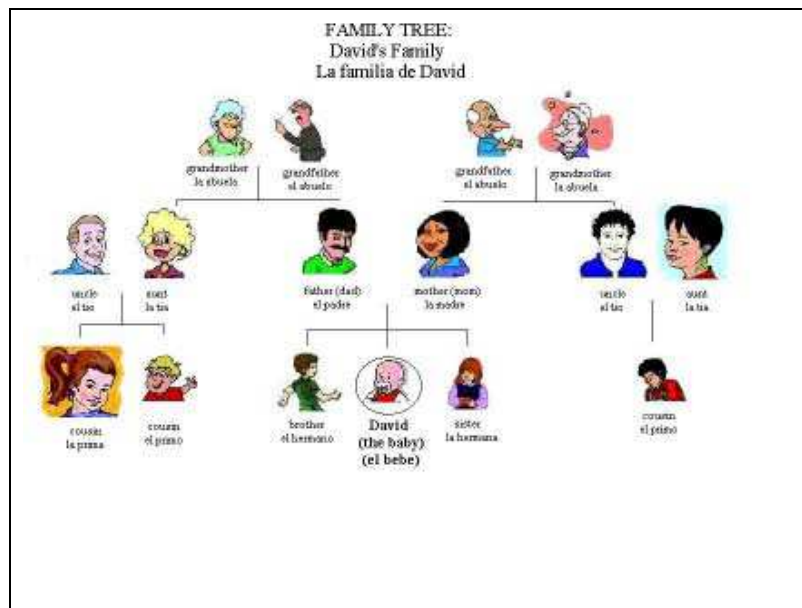 FAMILY TREE:
David's Family
La familia de David
grandmother
la abuela
grandfather
el abuelo
grandfather
el abuelo
grandmother
la abuela
uncle
el tio
aunt
la tia
father (dad)
el padre
mother (mom)
la madre
uncle
el tio
aunt
la tia
cousin
la prima
cousin
el primo
brother
el hermano
David
(the baby)
(el bebe)
sister
la hermana
cousin
el primo